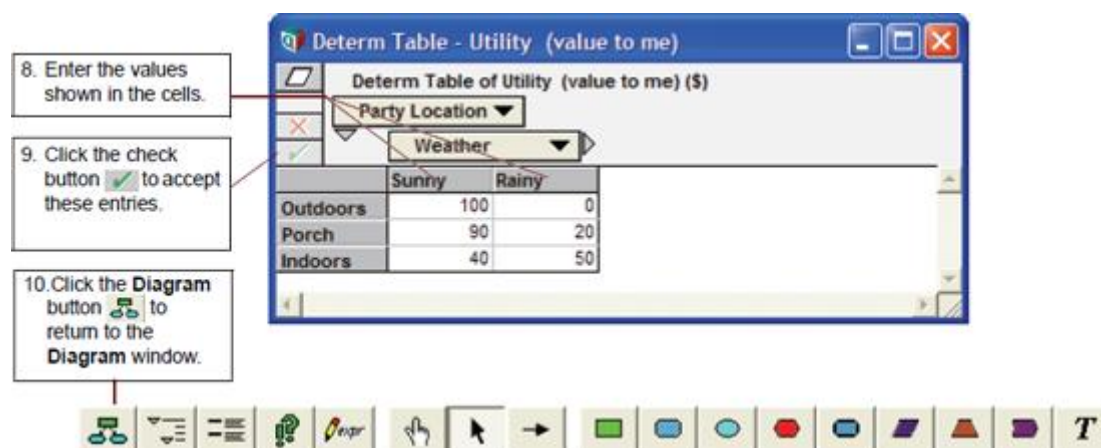 Determ Table - Utility (value to me)
8. Enter the values
shown in the cells.
Determ Table of Utility (value to me) ($)
Party Location
Weather
9. Click the check
button to accept
these entries.
Sunny Rainy
Outdoors 100 0
Porch 90 20
Indoors 40 50
10.Click the Diagram
button to
return to the
Diagram window.
expr
T